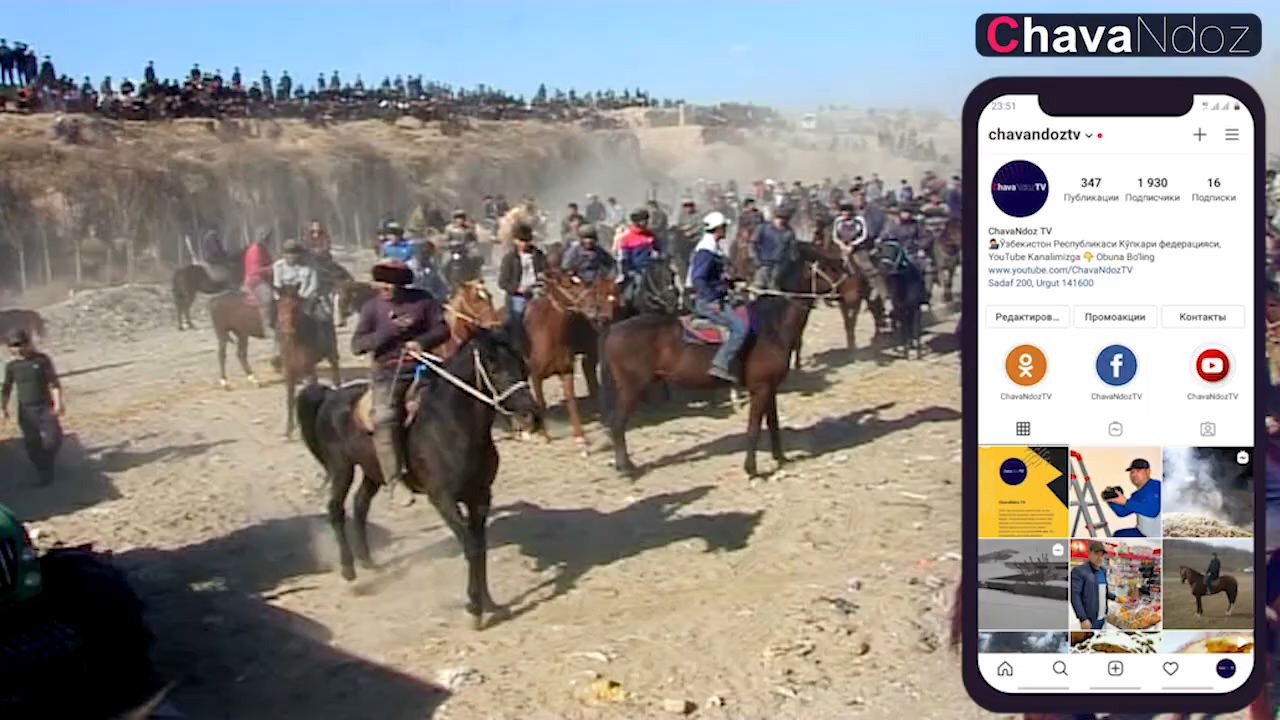 ChavaNdoz
23:51
chavandoztv
ChavaNdozTV
347
1 930
16
Публикации
Подписчики
Подписки
ChavaNdoz TV
Ўзбекистон Республикаси Кўпкари федерацияси,
YouTube Kanalimizga 👇 Obuna Bo'ling
www.youtube.com/ChavaNdozTV
Sadaf 200, Urgut 141600
Редактиров...
Промоакции
Контакты
ChavaNdozTV
ChavaNdozTV
ChavaNdozTV